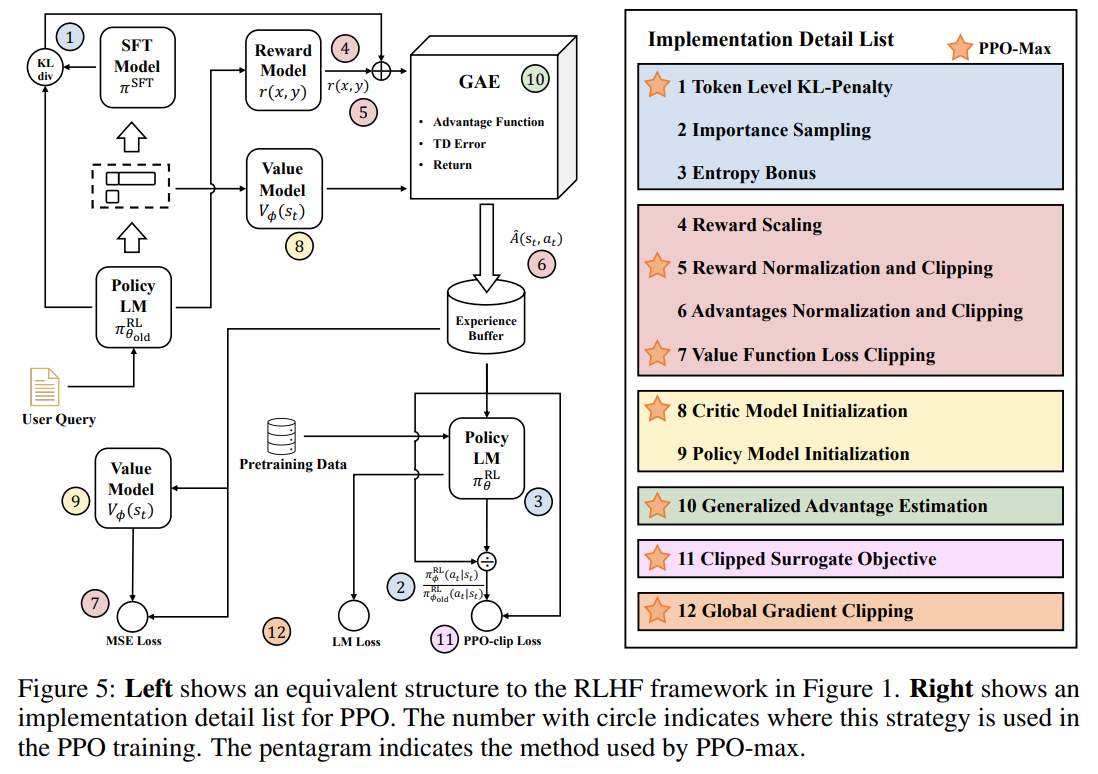 1
KL
div
SFT
Model
π^SFT
Reward
Model
r(x, y)
4
r(x, y)
5
GAE
10
• Advantage Function
• TD Error
• Return
Value
Model
V_ϕ(s_t)
8
Â(s_t, a_t)
6
Policy
LM
π^RL_θold
Experience
Buffer
User Query
Pretraining Data
Policy
LM
π^RL_θ
3
Value
Model
V_ϕ(s_t)
9
÷
2
π^RL_ϕ(a_t|s_t)
π^RL_ϕold(a_t|s_t)
7
MSE Loss
12
LM Loss
11
PPO-clip Loss
Implementation Detail List
PPO-Max
1 Token Level KL-Penalty
2 Importance Sampling
3 Entropy Bonus
4 Reward Scaling
5 Reward Normalization and Clipping
6 Advantages Normalization and Clipping
7 Value Function Loss Clipping
8 Critic Model Initialization
9 Policy Model Initialization
10 Generalized Advantage Estimation
11 Clipped Surrogate Objective
12 Global Gradient Clipping
Figure 5: Left shows an equivalent structure to the RLHF framework in Figure 1. Right shows an
implementation detail list for PPO. The number with circle indicates where this strategy is used in
the PPO training. The pentagram indicates the method used by PPO-max.